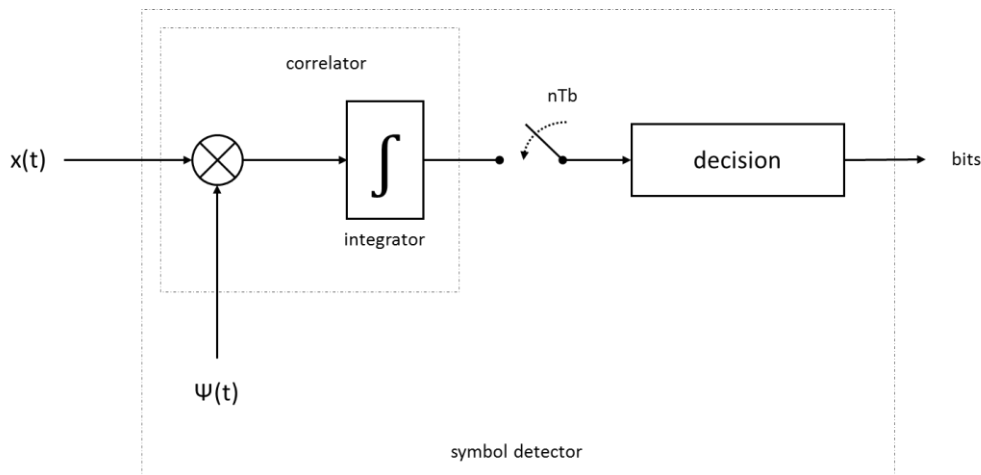 correlator
nTb
x(t)
∫
decision
bits
integrator
Ψ(t)
symbol detector